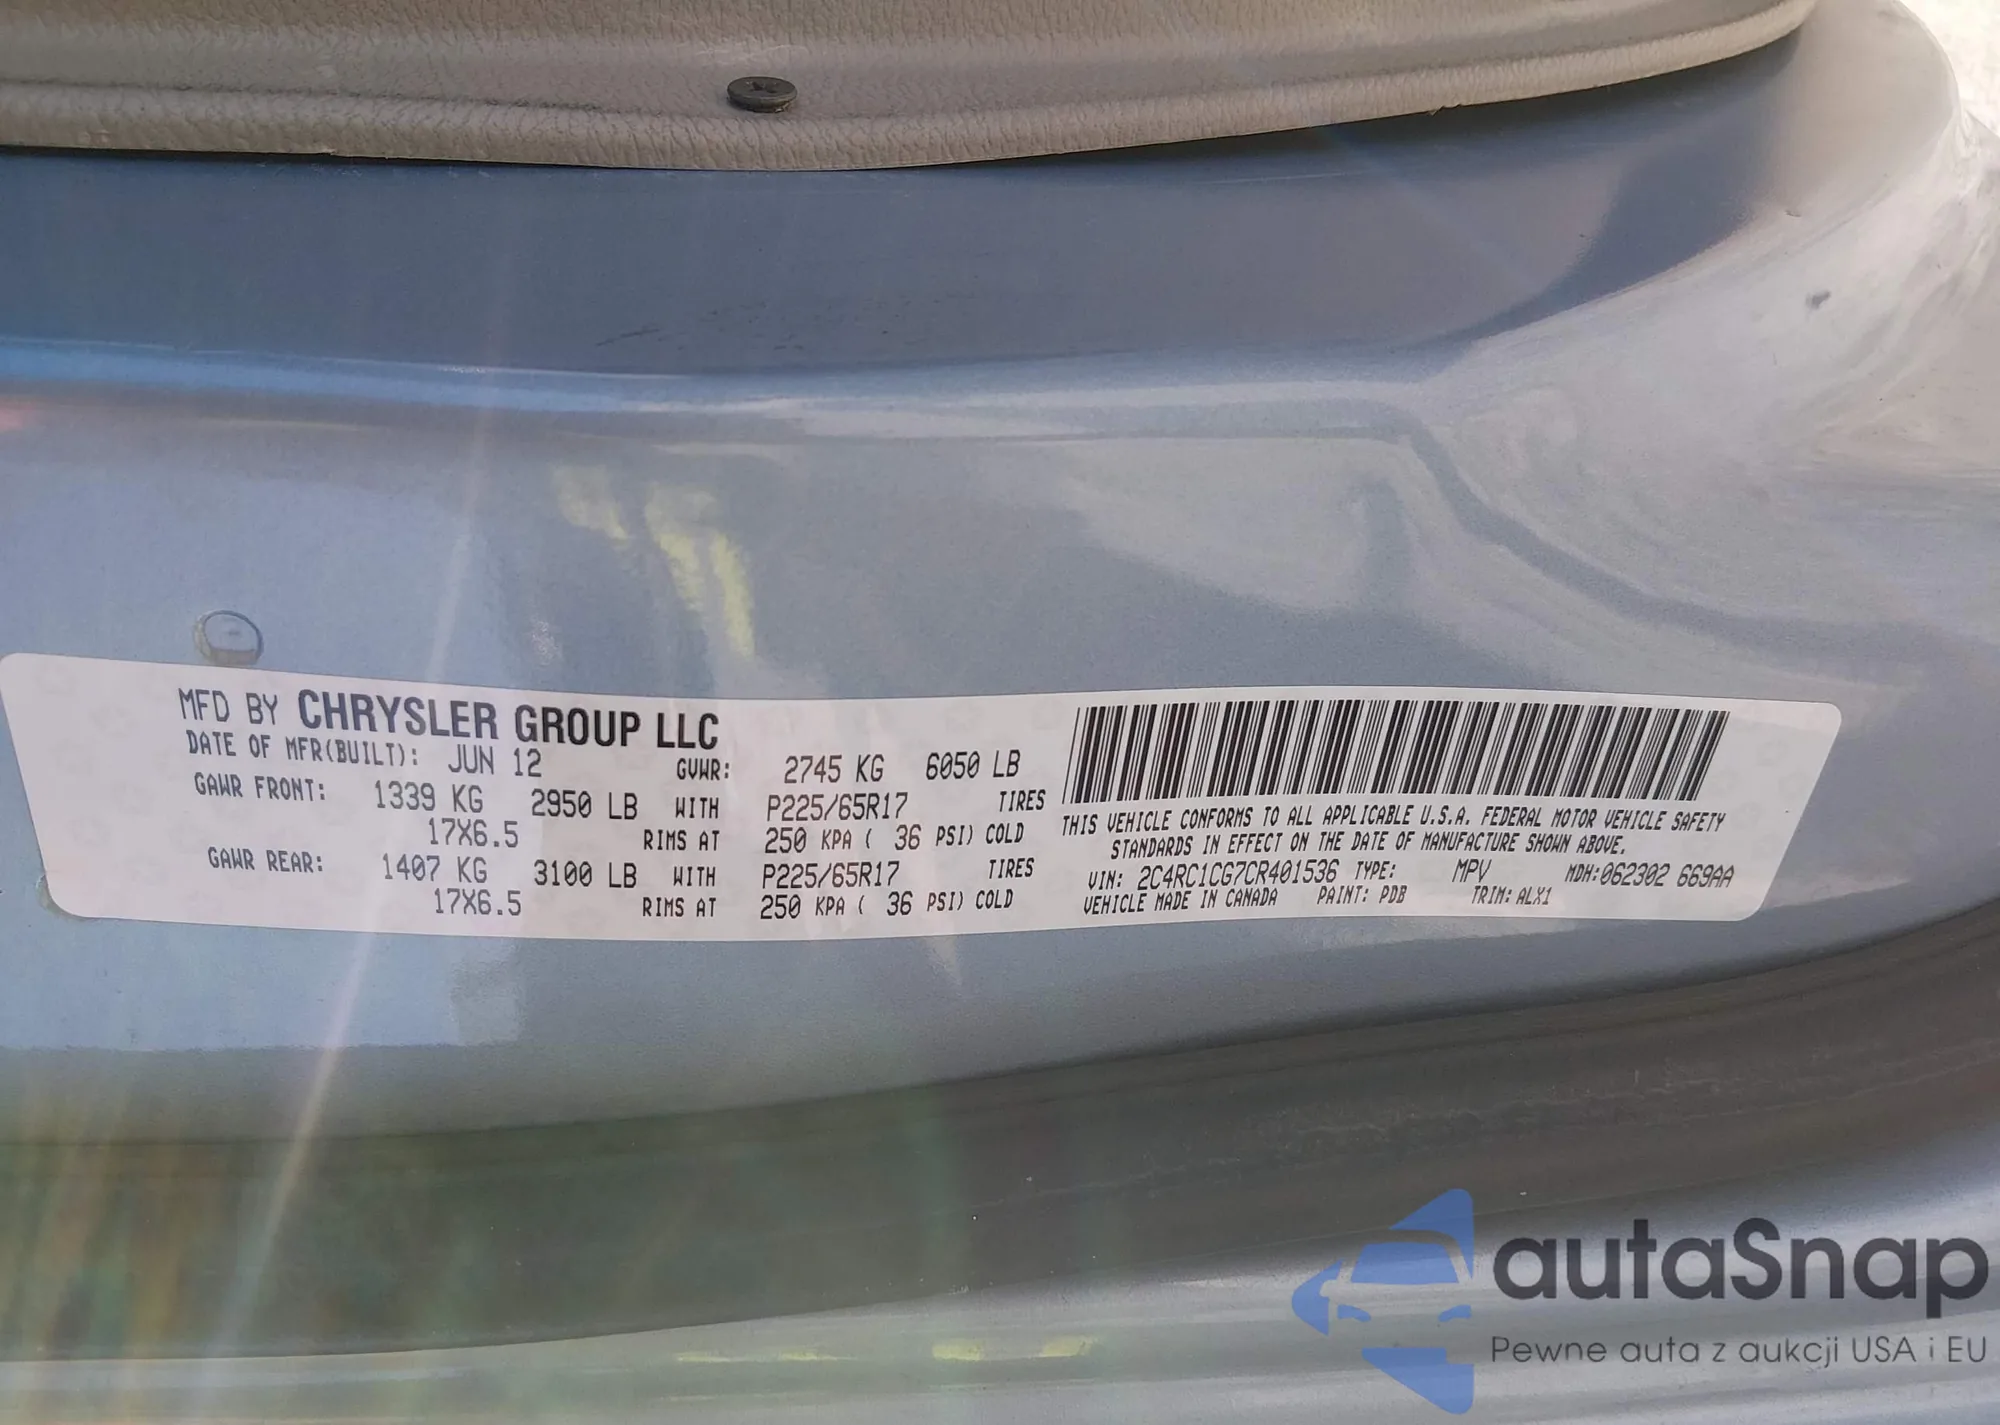 MFD BY CHRYSLER GROUP LLC
DATE OF MFR(BUILT): JUN 12 GVWR: 2745 KG 6050 LB
GAWR FRONT: 1339 KG 2950 LB WITH P225/65R17 TIRES
17X6.5 RIMS AT 250 KPA ( 36 PSI) COLD
GAWR REAR: 1407 KG 3100 LB WITH P225/65R17 TIRES
17X6.5 RIMS AT 250 KPA ( 36 PSI) COLD
THIS VEHICLE CONFORMS TO ALL APPLICABLE U.S.A. FEDERAL MOTOR VEHICLE SAFETY
STANDARDS IN EFFECT ON THE DATE OF MANUFACTURE SHOWN ABOVE.
VIN: 2C4RC1CG7CR401536 TYPE: MPV MDH:062302 669AA
VEHICLE MADE IN CANADA PAINT: PDB TRIM: ALX1
autaSnap
Pewne auta z aukcji USA i EU